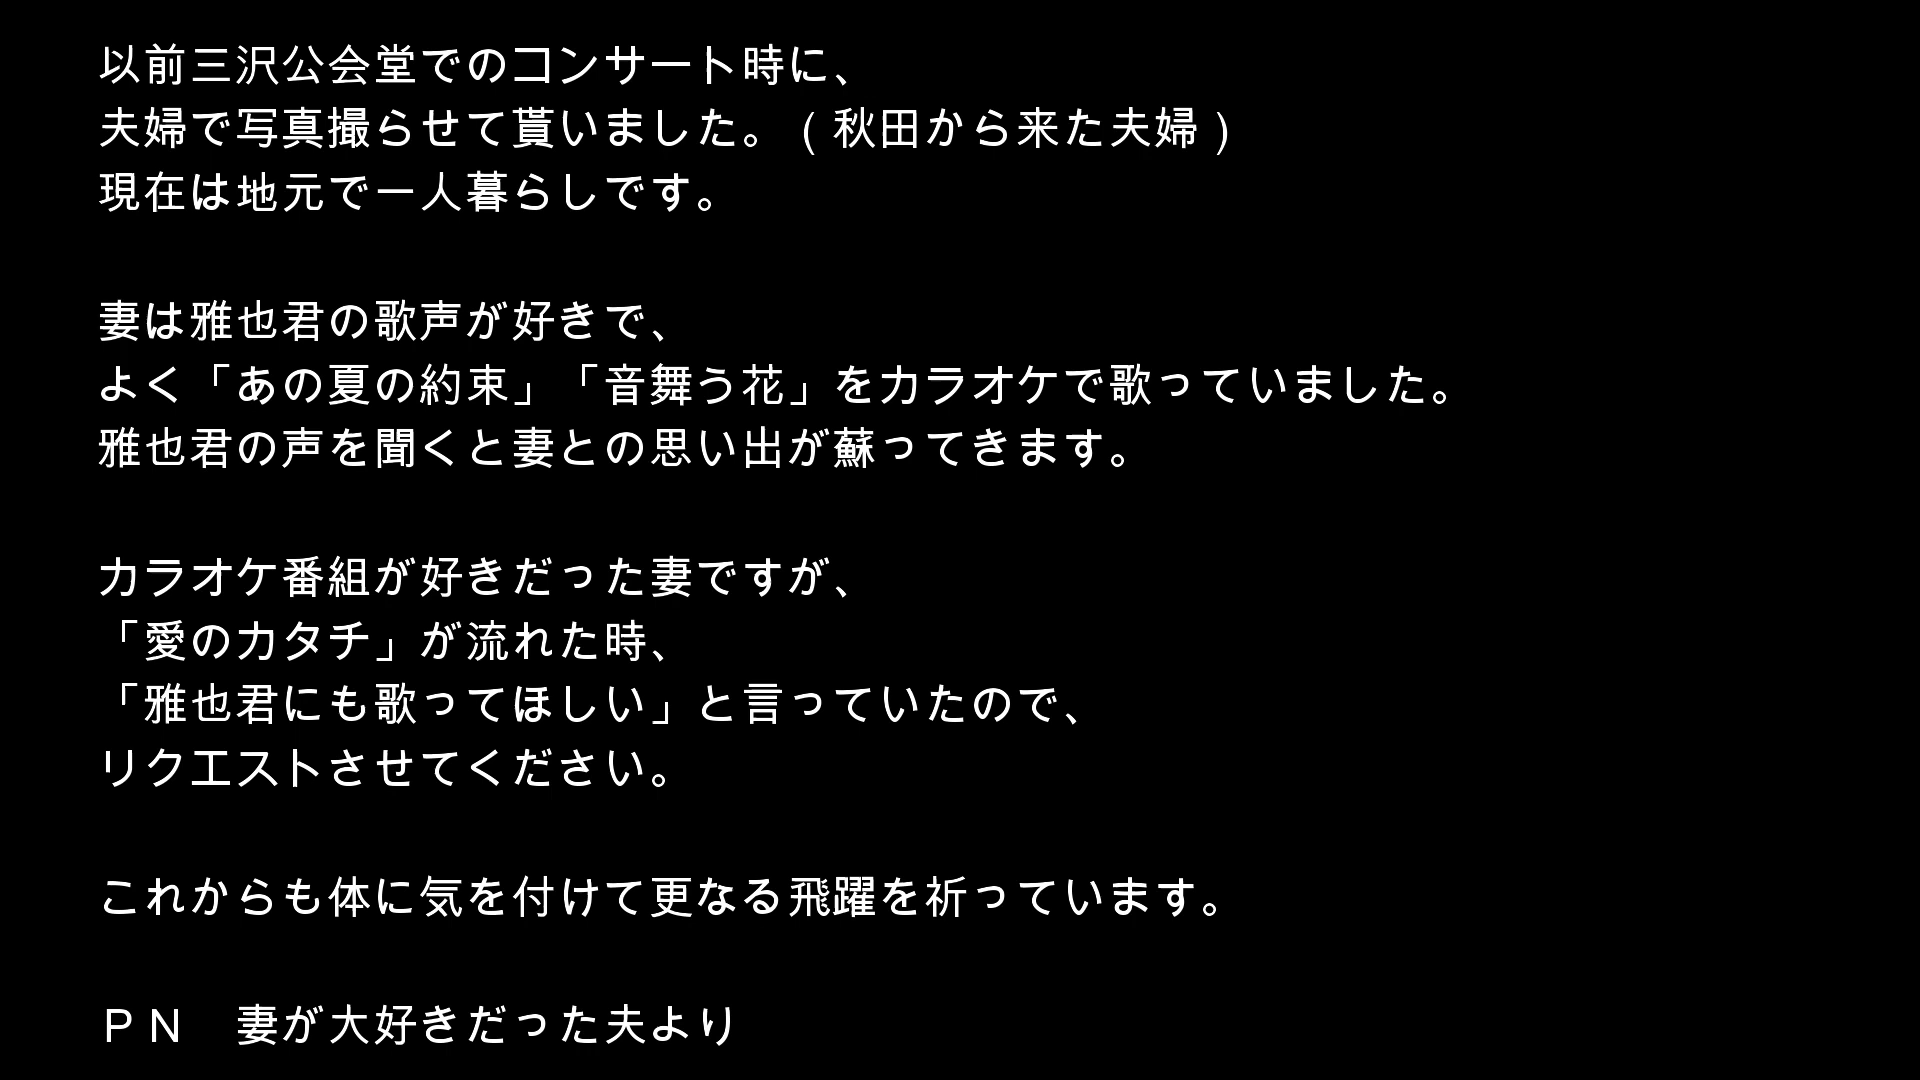 以前三沢公会堂でのコンサート時に、
夫婦で写真撮らせて貰いました。(秋田から来た夫婦)
現在は地元で一人暮らしです。
妻は雅也君の歌声が好きで、
よく「あの夏の約束」「音舞う花」をカラオケで歌っていました。
雅也君の声を聞くと妻との思い出が蘇ってきます。
カラオケ番組が好きだった妻ですが、
「愛のカタチ」が流れた時、
「雅也君にも歌ってほしい」と言っていたので、
リクエストさせてください。
これからも体に気を付けて更なる飛躍を祈っています。
PN 妻が大好きだった夫より